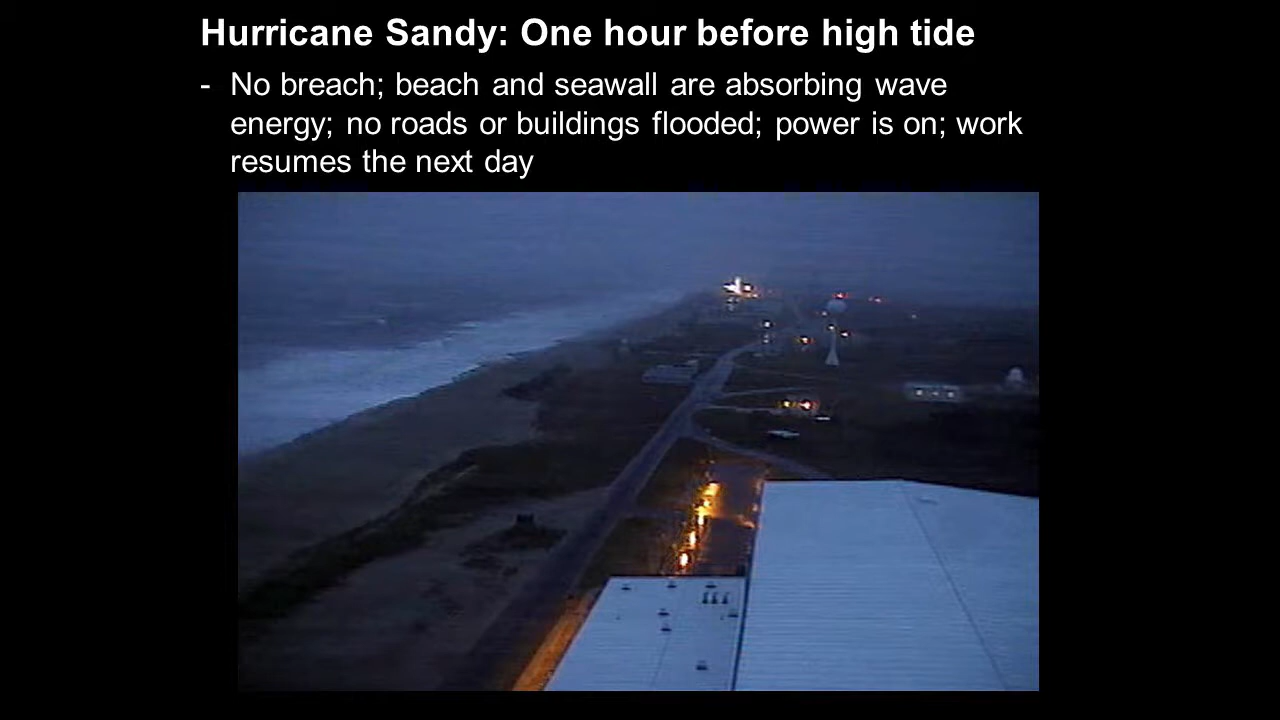 Hurricane Sandy: One hour before high tide
- No breach; beach and seawall are absorbing wave
energy; no roads or buildings flooded; power is on; work
resumes the next day